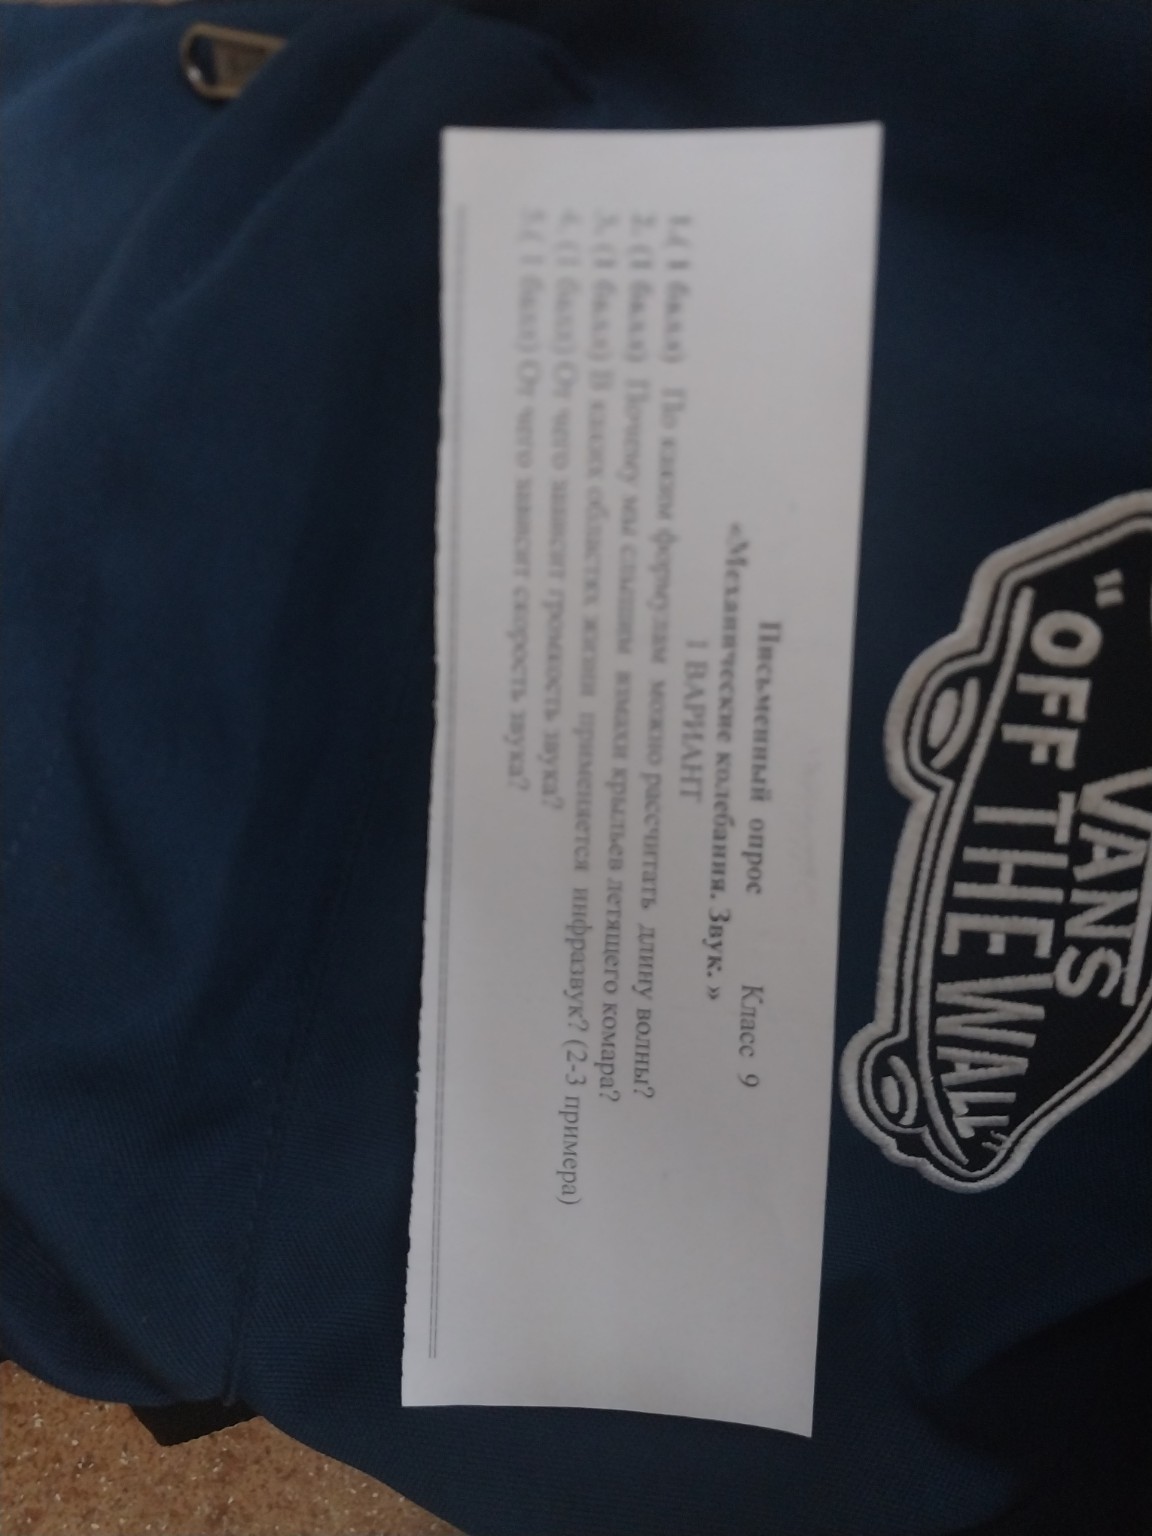 Письменный опрос Класс 9
«Механические колебания. Звук. »
1 ВАРИАНТ
1.( 1 балл) По каким формулам можно рассчитать длину волны?
2. (1 балл) Почему мы слышим взмахи крыльев летящего комара?
3. (1 балл) В каких областях жизни применяется инфразвук? (2-3 примера)
4. (1 балл) От чего зависит громкость звука?
5.( 1 балл) От чего зависит скорость звука?
VANS
"OFF THE WALL"